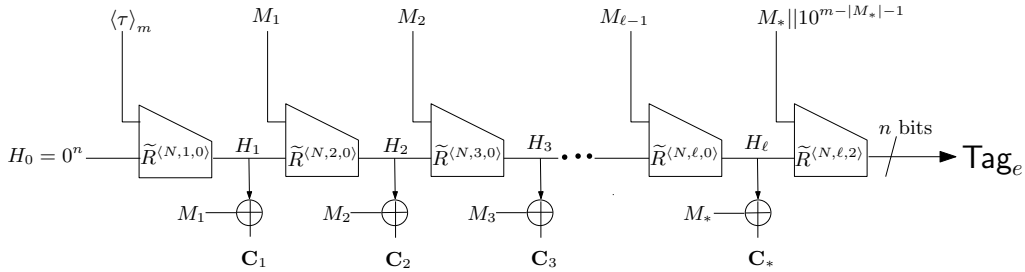 ⟨τ⟩_m M_1 M_2 M_{ℓ−1} M_*||10^{m−|M_*|−1}
n bits
H_0 = 0^n R̃^{⟨N,1,0⟩} H_1 R̃^{⟨N,2,0⟩} H_2 R̃^{⟨N,3,0⟩} H_3 ••• R̃^{⟨N,ℓ,0⟩} H_ℓ R̃^{⟨N,ℓ,2⟩} Tag_e
M_1 M_2 M_3 M_*
C_1 C_2 C_3 C_*